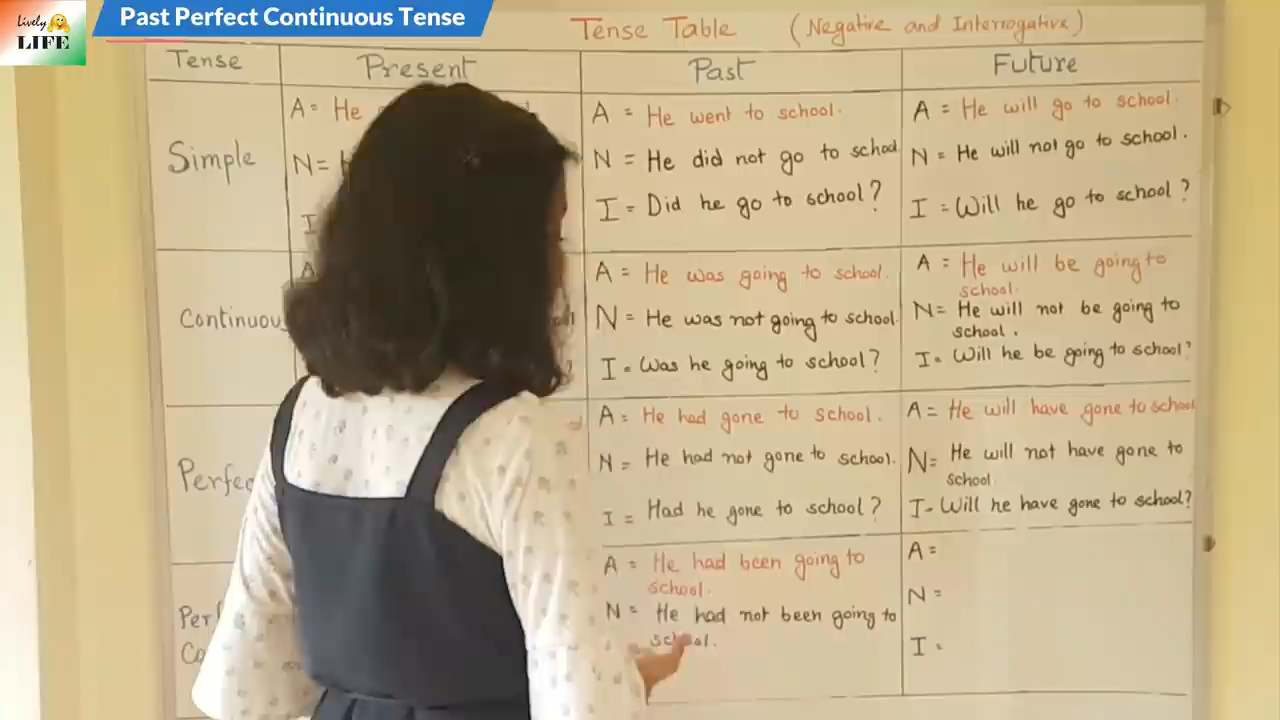 Lively
LIFE
Past Perfect Continuous Tense
Tense Table (Negative and Interrogative)
Tense Present Past Future
Simple
A = He
N =
I
A = He went to school.
N = He did not go to school
I = Did he go to school?
A = He will go to school.
N = He will not go to school.
I = Will he go to school?
Continuou
A
A = He was going to school.
N = He was not going to school.
I = Was he going to school?
A = He will be going to
school.
N = He will not be going to
school.
I = Will he be going to school?
Perfec
A = He had gone to school.
N = He had not gone to school.
I = Had he gone to school?
A = He will have gone to school
N = He will not have gone to
school.
I - Will he have gone to school?
Per
Co
A = He had been going to
school.
N = He had not been going to
school.
A =
N =
I =